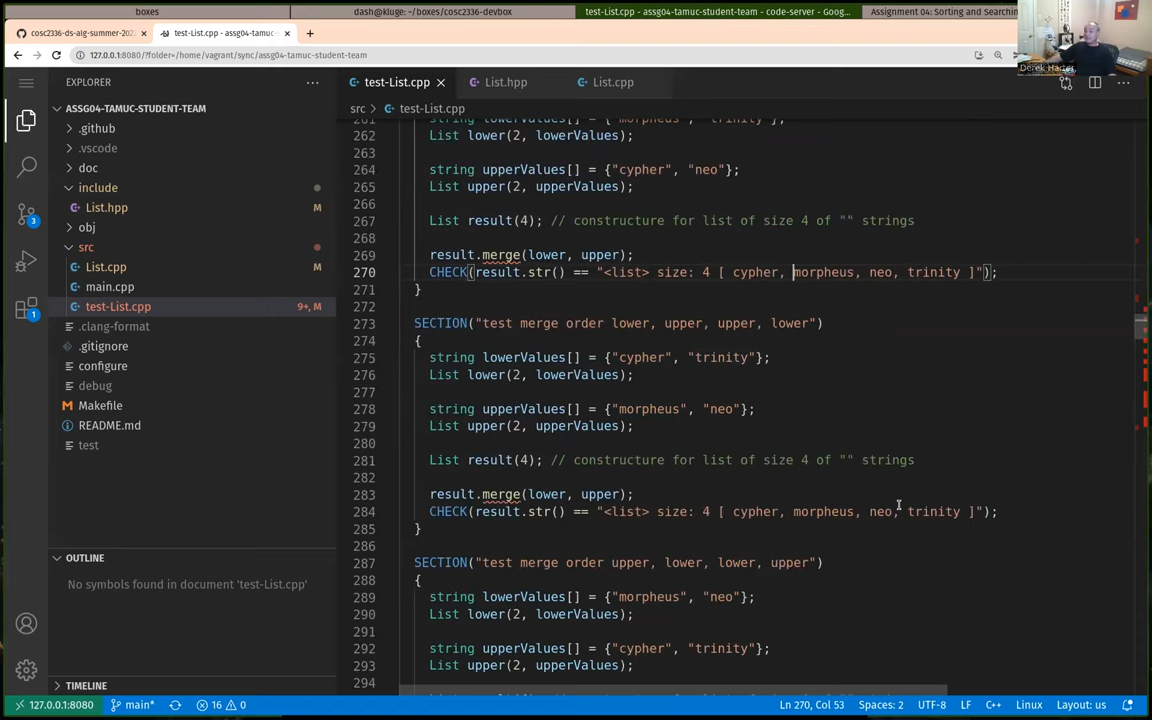 boxes
dash@kluge: ~/boxes/cosc2336-devbox
test-List.cpp - assg04-tamuc-student-team - code-server - Goog...
Assignment 04: Sorting and Searching
cosc2336-ds-alg-summer-202
test-List.cpp - assg04-tamuc-
127.0.0.1:8080/?folder=/home/vagrant/sync/assg04-tamuc-student-team
Derek Harter
EXPLORER
test-List.cpp
List.hpp
List.cpp
ASSG04-TAMUC-STUDENT-TEAM
src > test-List.cpp
.github
.vscode
doc
include
List.hpp M
obj
src
List.cpp M
main.cpp
test-List.cpp 9+, M
.clang-format
.gitignore
configure
debug
Makefile
README.md
test
3
1
OUTLINE
No symbols found in document 'test-List.cpp'
TIMELINE
261 string lowerValues[] = {"morpheus", "trinity"};
262 List lower(2, lowerValues);
263
264 string upperValues[] = {"cypher", "neo"};
265 List upper(2, upperValues);
266
267 List result(4); // constructure for list of size 4 of "" strings
268
269 result.merge(lower, upper);
270 CHECK(result.str() == "<list> size: 4 [ cypher, morpheus, neo, trinity ]");
271 }
272
273 SECTION("test merge order lower, upper, upper, lower")
274 {
275 string lowerValues[] = {"cypher", "trinity"};
276 List lower(2, lowerValues);
277
278 string upperValues[] = {"morpheus", "neo"};
279 List upper(2, upperValues);
280
281 List result(4); // constructure for list of size 4 of "" strings
282
283 result.merge(lower, upper);
284 CHECK(result.str() == "<list> size: 4 [ cypher, morpheus, neo, trinity ]");
285 }
286
287 SECTION("test merge order upper, lower, lower, upper")
288 {
289 string lowerValues[] = {"morpheus", "neo"};
290 List lower(2, lowerValues);
291
292 string upperValues[] = {"cypher", "trinity"};
293 List upper(2, upperValues);
294
127.0.0.1:8080 main* 16 0 Ln 270, Col 53 Spaces: 2 UTF-8 LF C++ Linux Layout: us